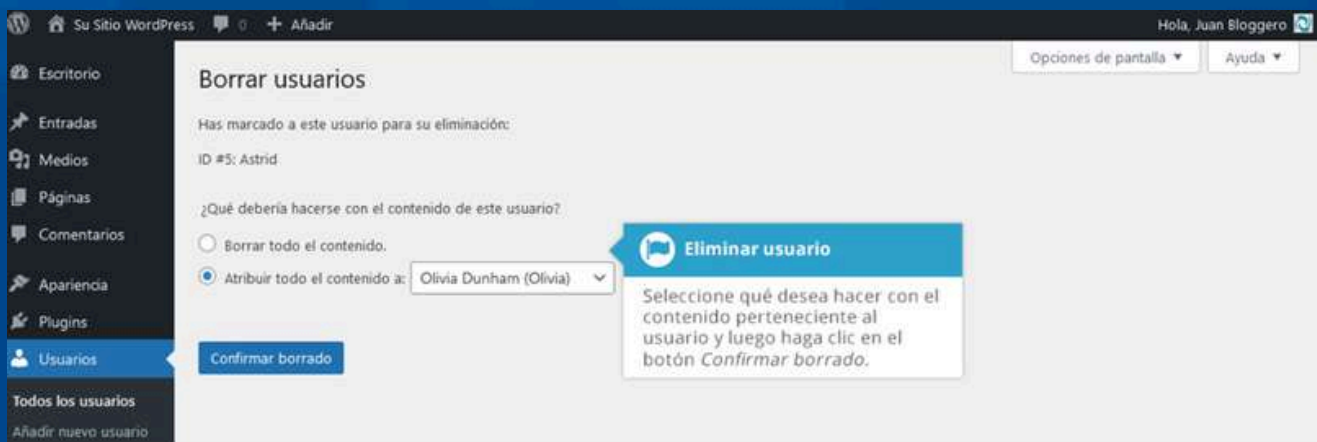 Su Sitio WordPress 0 + Añadir Hola, Juan Bloggero
Opciones de pantalla ▼ Ayuda ▼
Escritorio
Entradas
Medios
Páginas
Comentarios
Apariencia
Plugins
Usuarios
Todos los usuarios
Añadir nuevo usuario
Borrar usuarios
Has marcado a este usuario para su eliminación:
ID #5: Astrid
¿Qué debería hacerse con el contenido de este usuario?
Borrar todo el contenido.
Atribuir todo el contenido a: Olivia Dunham (Olivia)
Confirmar borrado
Eliminar usuario
Seleccione qué desea hacer con el
contenido perteneciente al
usuario y luego haga clic en el
botón Confirmar borrado.